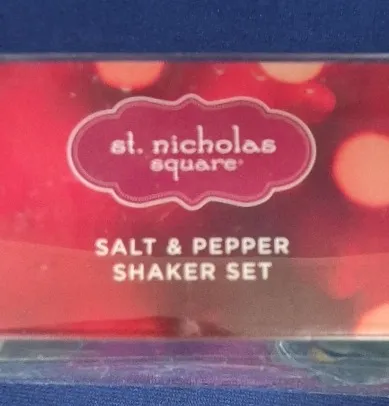 st. nicholas
square®
SALT & PEPPER
SHAKER SET